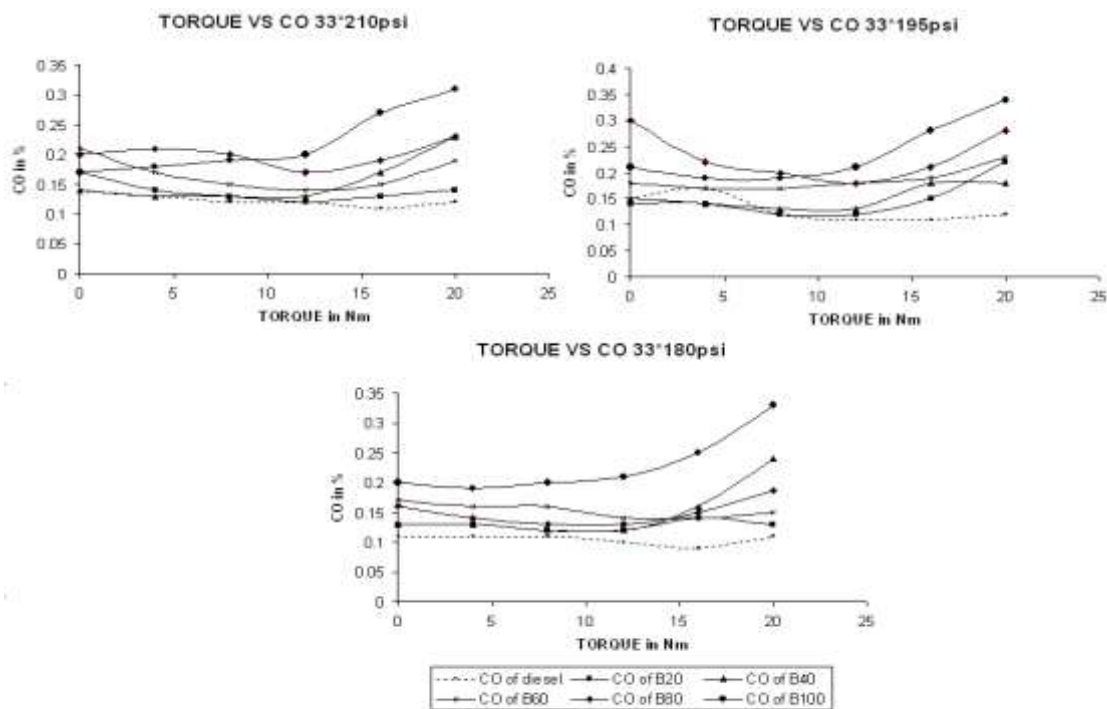 TORQUE VS CO 33°210psi
0.35
0.3
0.25
0.2
0.15
0.1
0.05
0
CO in %
0 5 10 15 20 25
TORQUE in Nm
TORQUE VS CO 33°195psi
0.4
0.35
0.3
0.25
0.2
0.15
0.1
0.05
0
CO in %
0 5 10 15 20 25
TORQUE in Nm
TORQUE VS CO 33°180psi
0.35
0.3
0.25
0.2
0.15
0.1
0.05
0
CO in %
0 5 10 15 20 25
TORQUE in Nm
CO of diesel CO of B20 CO of B40
CO of B60 CO of B80 CO of B100